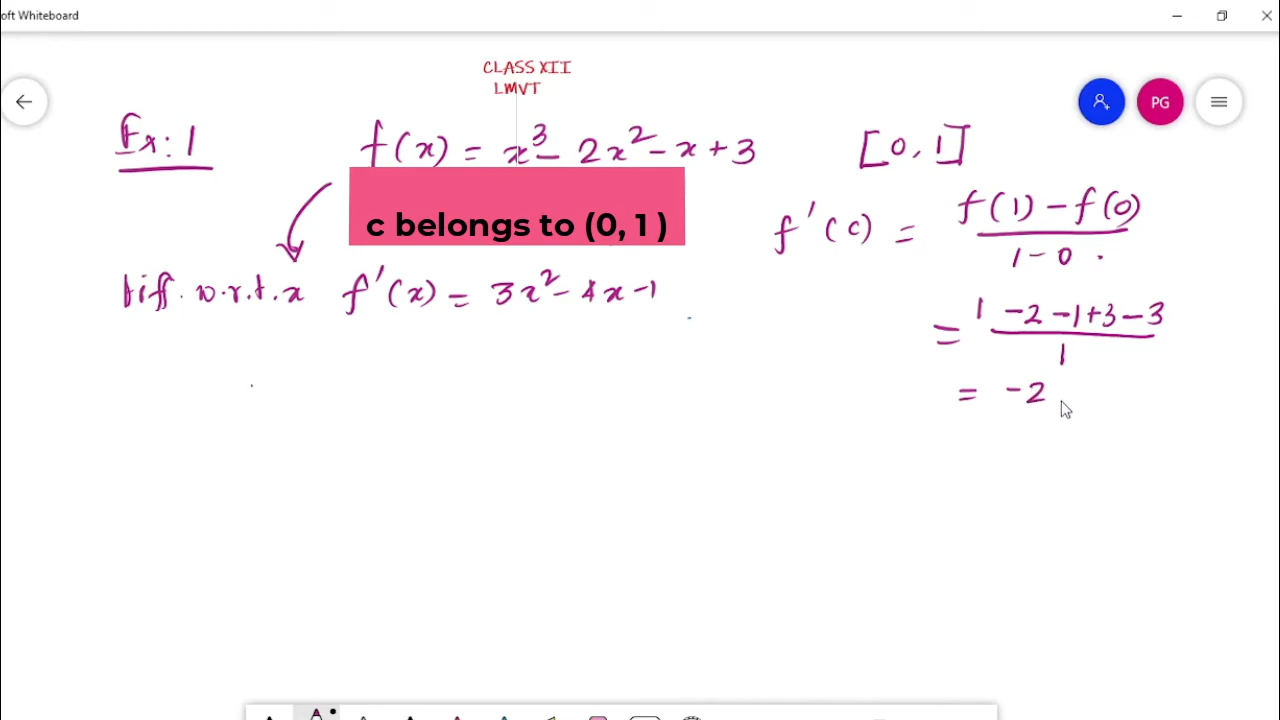 oft Whiteboard
CLASS XII
LMVT
PG
Ex: 1 f(x) = x³ - 2x² - x + 3 [0, 1]
c belongs to (0, 1 )
f'(c) = f(1) - f(0) / 1 - 0 .
Diff. w.r.t. x f'(x) = 3x² - 4x - 1
= 1 - 2 - 1 + 3 - 3 / 1
= -2